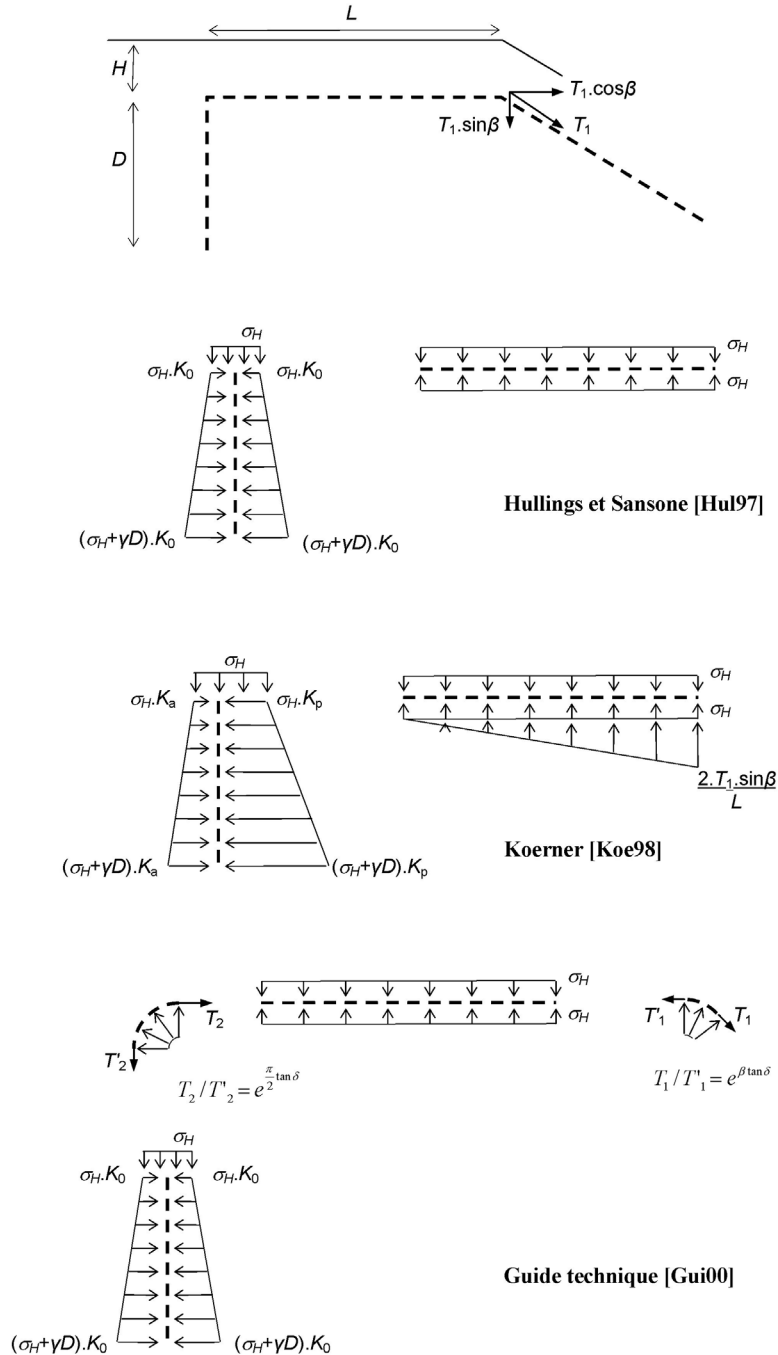 L
H
T₁.cosβ
T₁.sinβ
T₁
D
σH
σH.K₀ σH.K₀
σH
σH
Hullings et Sansone [Hul97]
(σH+γD).K₀ (σH+γD).K₀
σH
σH.Kₐ σH.Kₚ
σH
σH
2.T₁.sinβ
L
(σH+γD).Kₐ (σH+γD).Kₚ
Koerner [Koe98]
σH
σH
T₂
T'₂
T'₁
T₁
T₂/T'₂ = e^(π/2 tanδ)
T₁/T'₁ = e^(β tanδ)
σH
σH.K₀ σH.K₀
Guide technique [Gui00]
(σH+γD).K₀ (σH+γD).K₀